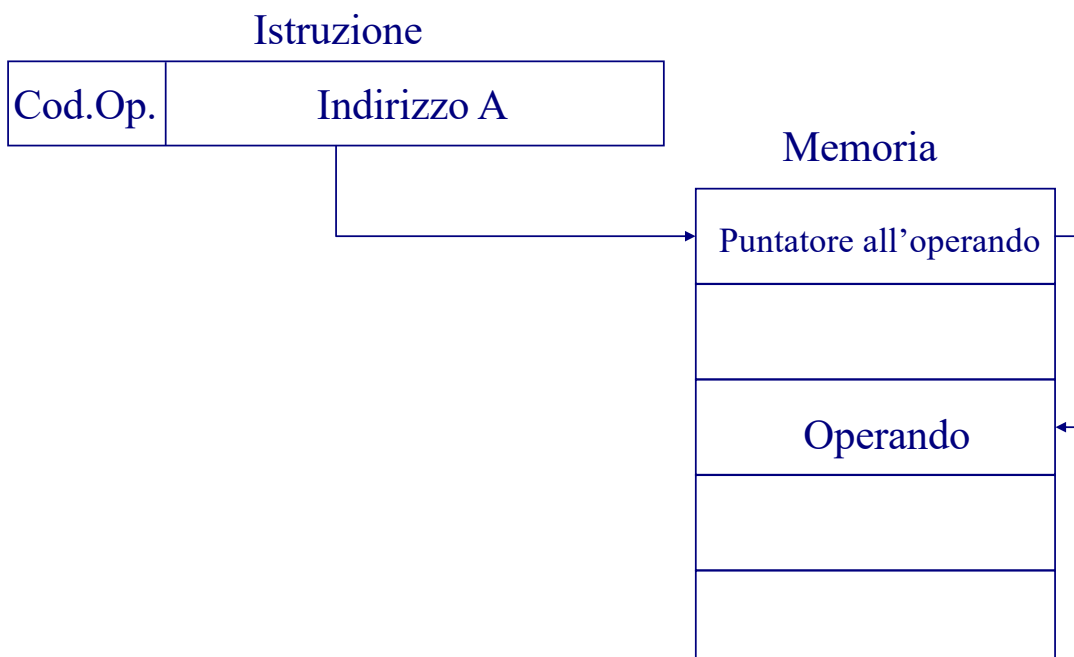 Istruzione
Cod.Op. Indirizzo A
Memoria
Puntatore all’operando
Operando